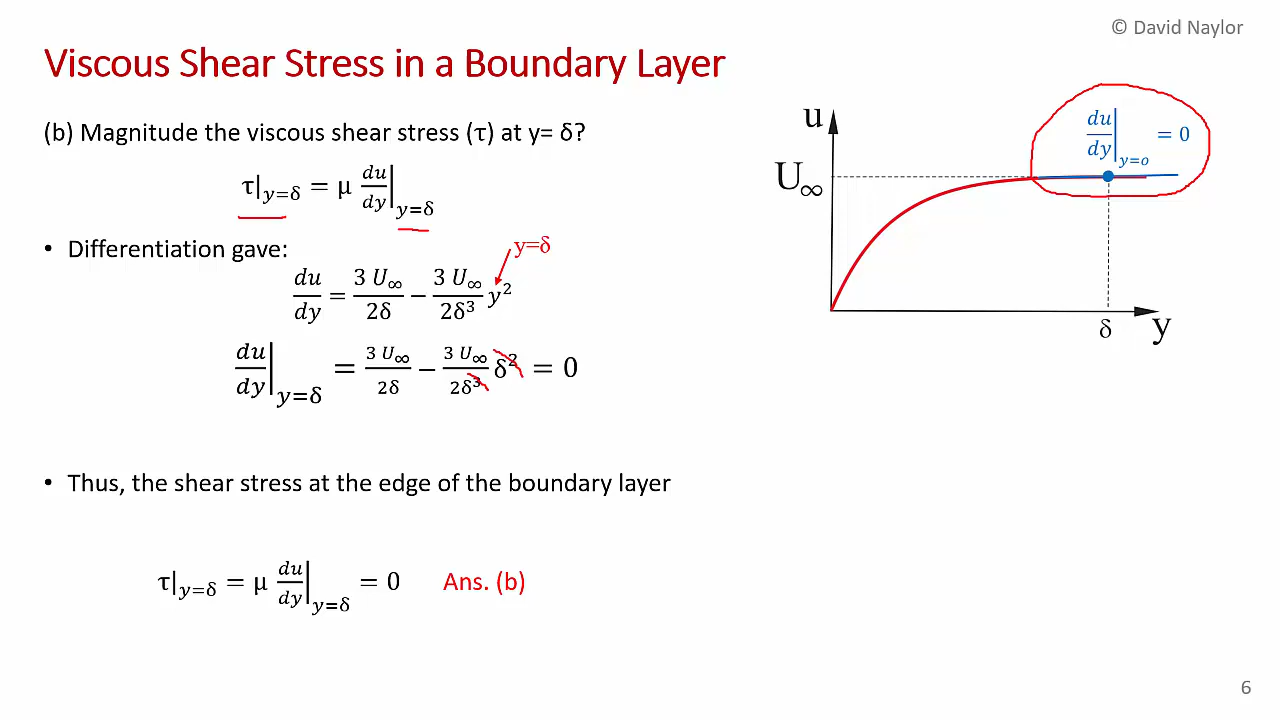 © David Naylor
Viscous Shear Stress in a Boundary Layer
(b) Magnitude the viscous shear stress (τ) at y= δ?
τ|y=δ = μ du/dy|y=δ
• Differentiation gave:
y=δ
du/dy = 3 U∞/2δ − 3 U∞/2δ³ y²
du/dy|y=δ = 3 U∞/2δ − 3 U∞/2δ³ δ² = 0
• Thus, the shear stress at the edge of the boundary layer
τ|y=δ = μ du/dy|y=δ = 0 Ans. (b)
u
du/dy|y=o = 0
U∞
δ
y
6